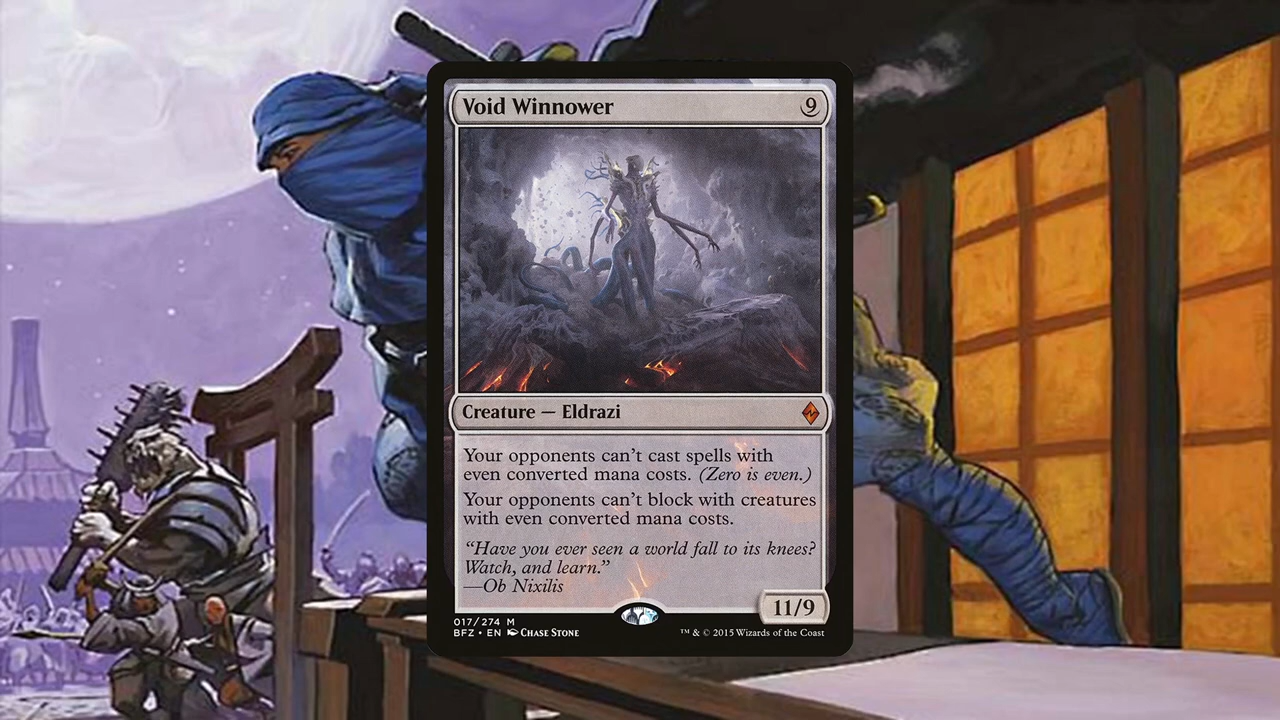 Void Winnower 9
Creature — Eldrazi
Your opponents can't cast spells with
even converted mana costs. (Zero is even.)
Your opponents can't block with creatures
with even converted mana costs.
“Have you ever seen a world fall to its knees?
Watch, and learn.”
—Ob Nixilis
11/9
017/274 M
BFZ • EN Chase Stone
™ & © 2015 Wizards of the Coast